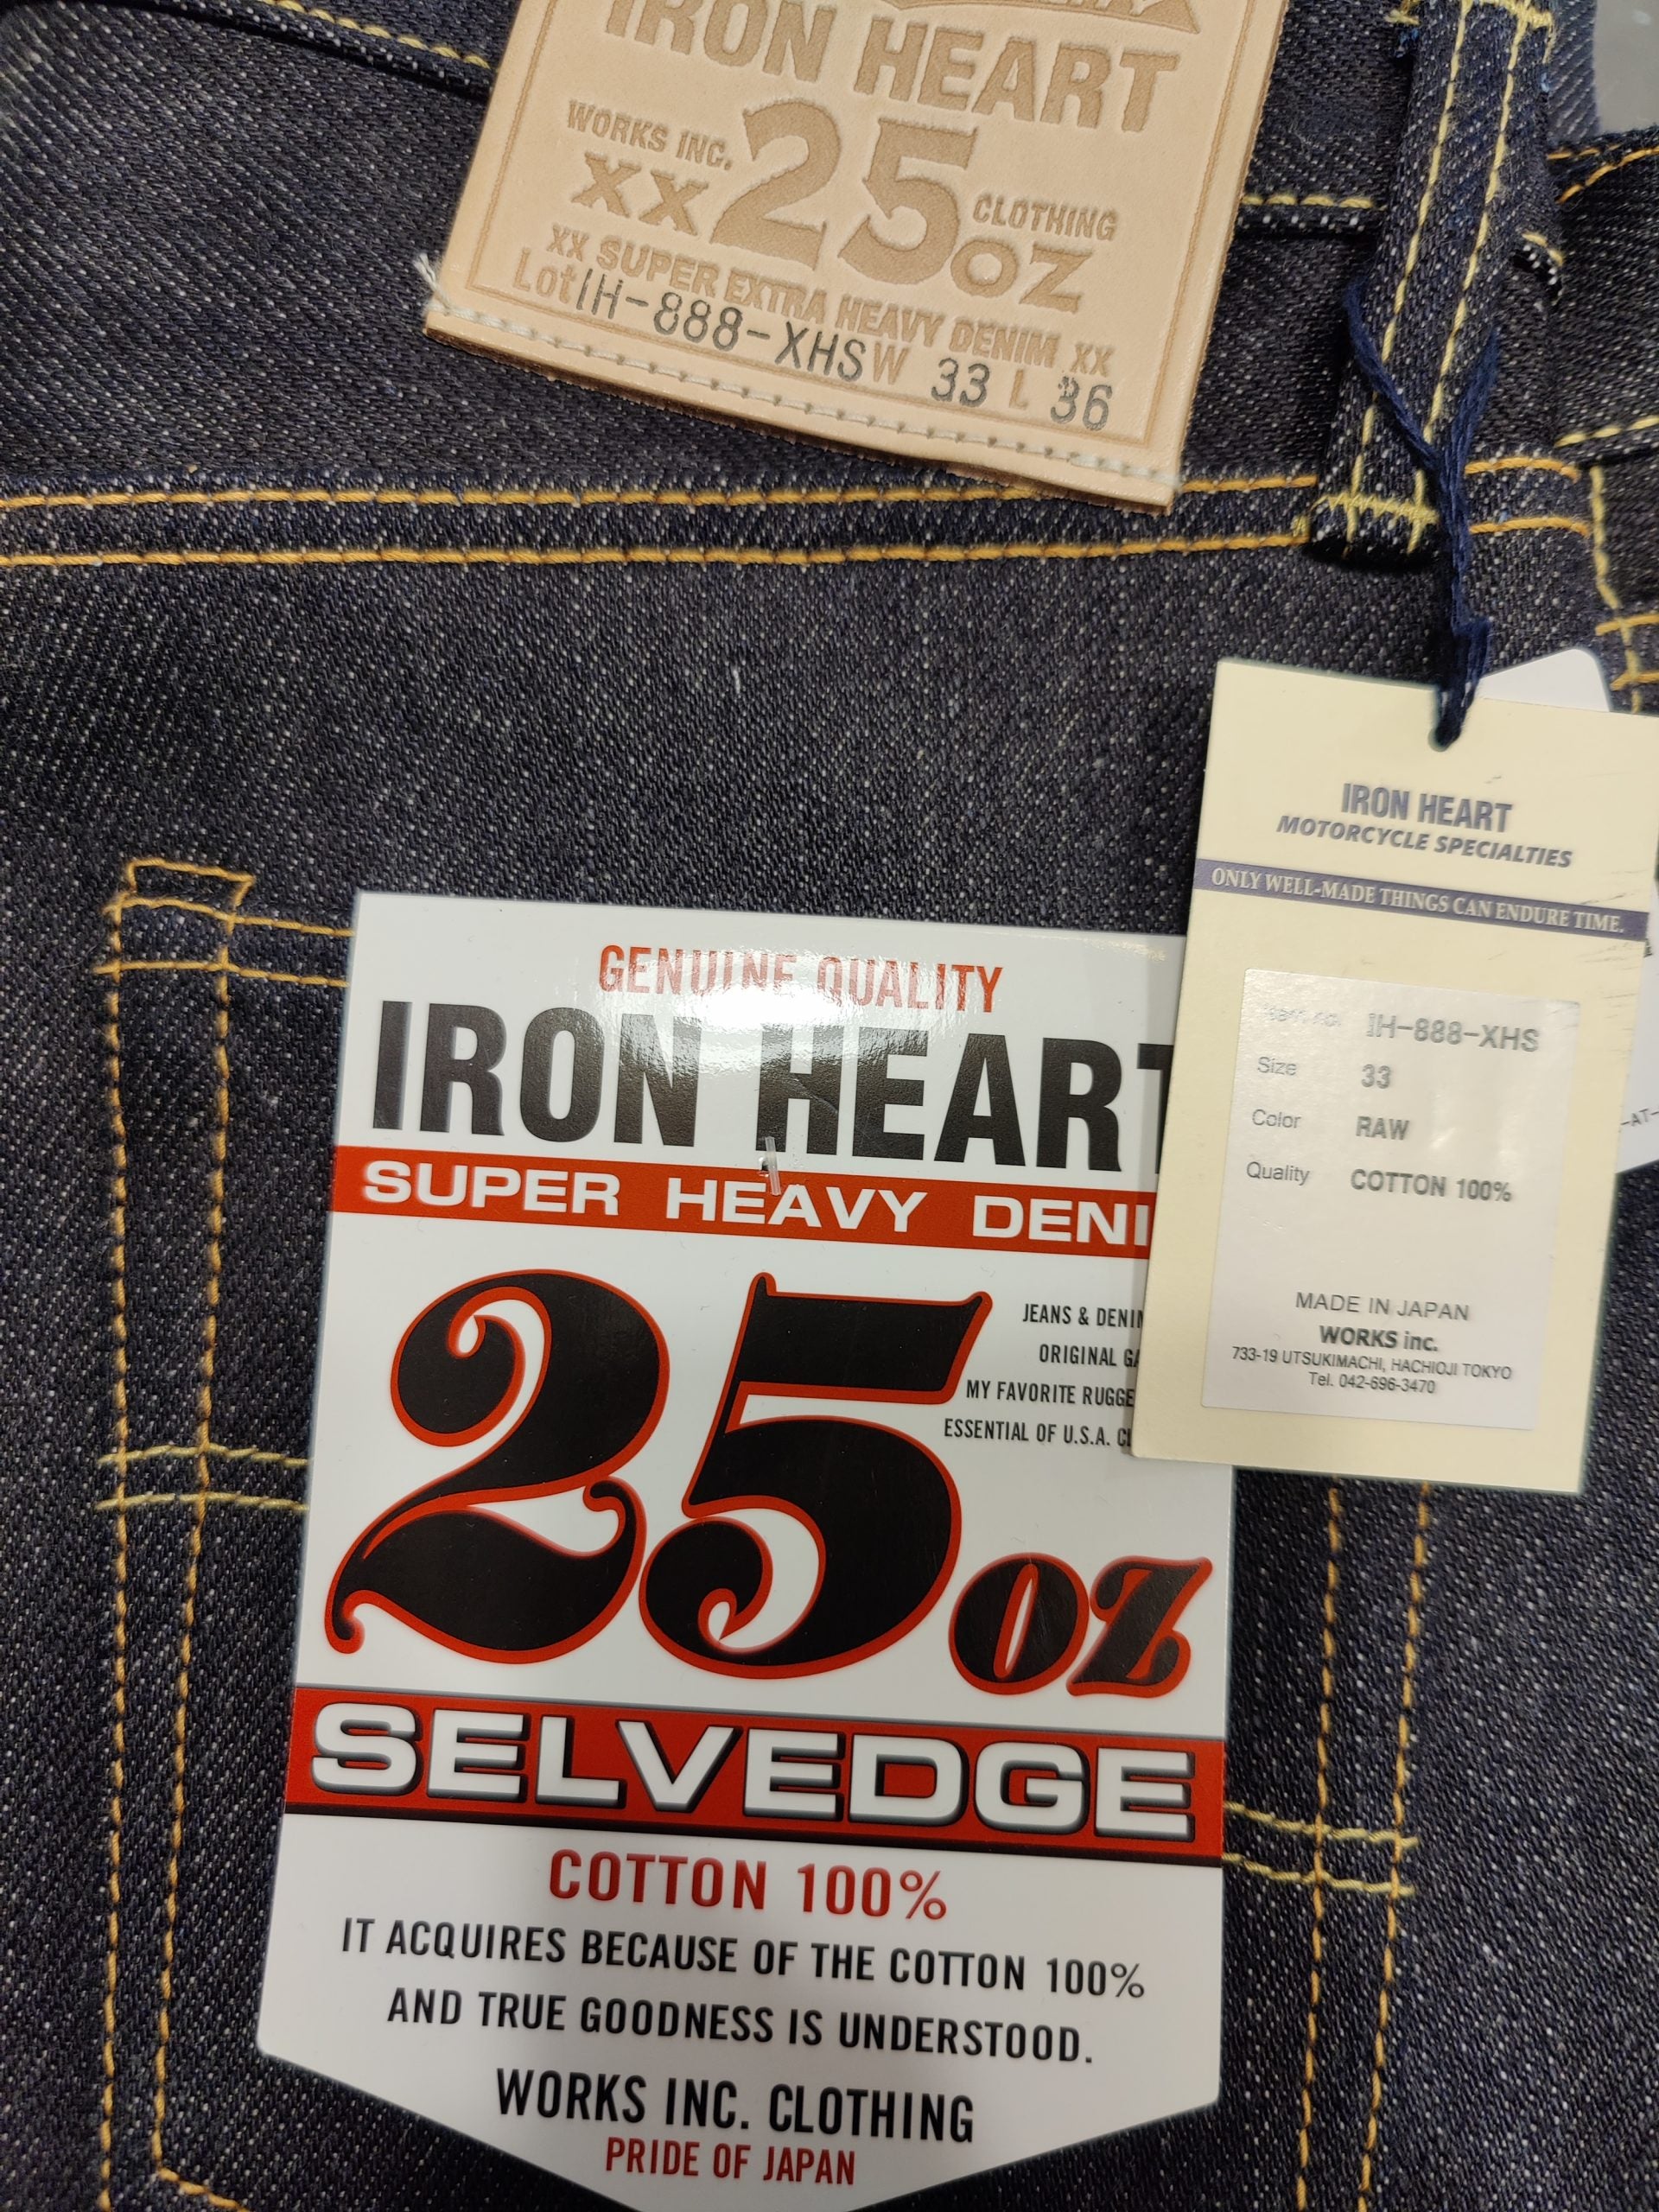 IRON HEART
WORKS INC.
XX 25OZ
CLOTHING
XX SUPER EXTRA HEAVY DENIM XX
Lot IH-888-XHS W 33 L 36
IRON HEART
MOTORCYCLE SPECIALTIES
ONLY WELL-MADE THINGS CAN ENDURE TIME.
IH-888-XHS
Size 33
Color RAW
Quality COTTON 100%
MADE IN JAPAN
WORKS inc.
733-19 UTSUKIMACHI, HACHIOJI TOKYO
Tel. 042-696-3470
GENUINE QUALITY
IRON HEART
SUPER HEAVY DENI
25oz
JEANS & DENIM
ORIGINAL GA
MY FAVORITE RUGGE
ESSENTIAL OF U.S.A.
SELVEDGE
COTTON 100%
IT ACQUIRES BECAUSE OF THE COTTON 100%
AND TRUE GOODNESS IS UNDERSTOOD.
WORKS INC. CLOTHING
PRIDE OF JAPAN